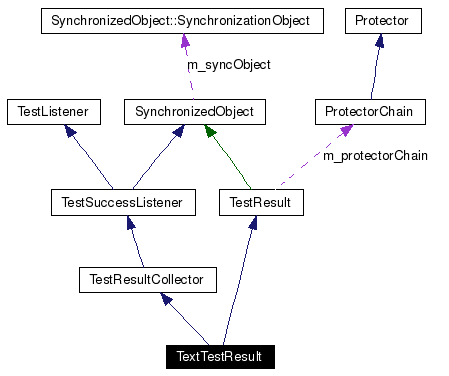 SynchronizedObject::SynchronizationObject
Protector
m_syncObject
TestListener
SynchronizedObject
ProtectorChain
m_protectorChain
TestSuccessListener
TestResult
TestResultCollector
TextTestResult